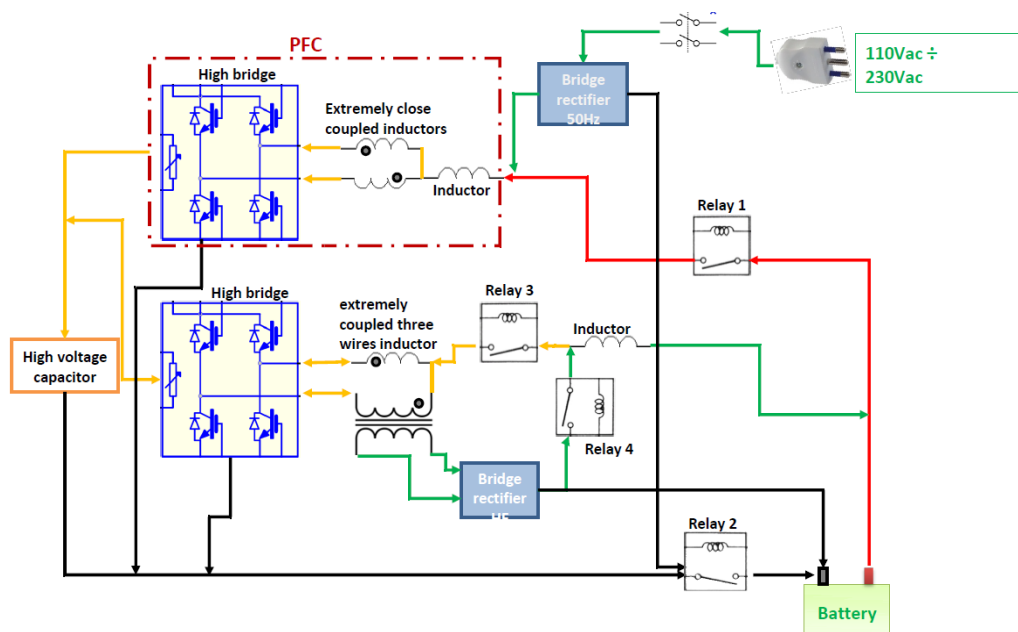 PFC
High bridge
Extremely close
coupled inductors
Inductor
Bridge
rectifier
50Hz
110Vac ÷
230Vac
Relay 1
High bridge
extremely
coupled three
wires inductor
Relay 3
Inductor
High voltage
capacitor
Relay 4
Bridge
rectifier
HF
Relay 2
Battery